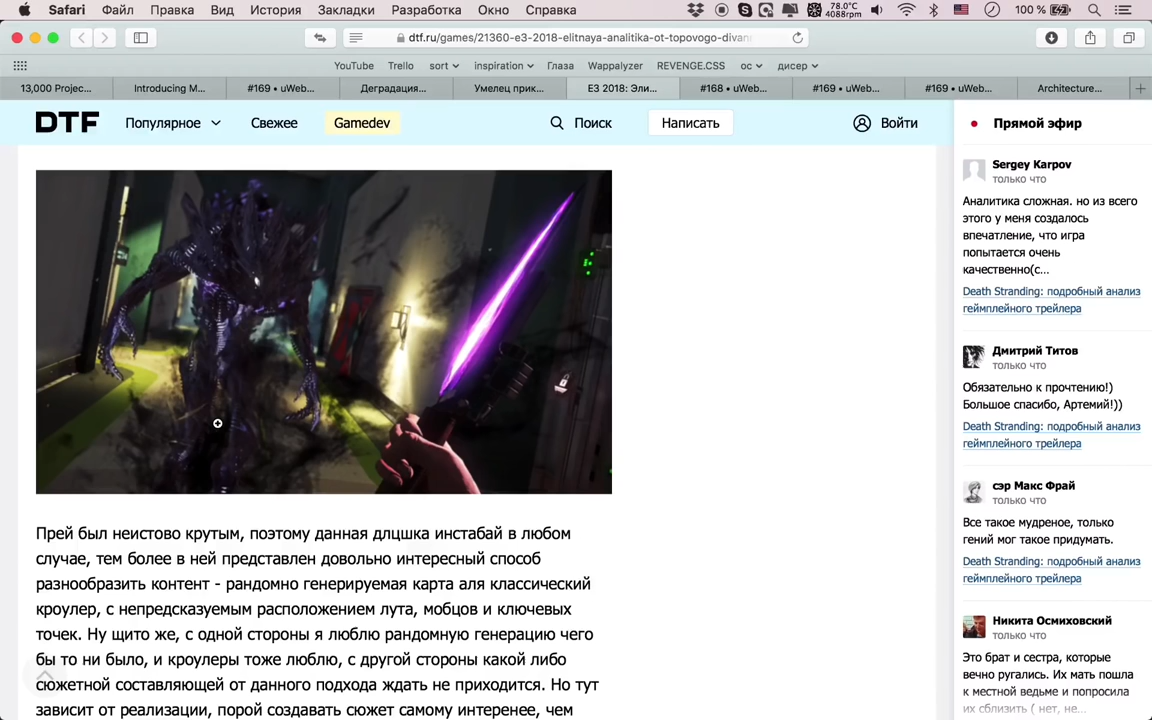 Safari Файл Правка Вид История Закладки Разработка Окно Справка 78.0°C 4088rpm 100 %
dtf.ru/games/21360-e3-2018-elitnaya-analitika-ot-topovogo-divan
YouTube Trello sort inspiration Глаза Wappalyzer REVENGE.CSS ос дисер
13,000 Projec... Introducing M... #169 • uWeb... Деградация... Умелец прик... E3 2018: Эли... #168 • uWeb... #169 • uWeb... #169 • uWeb... Architecture...
DTF Популярное Свежее Gamedev Поиск Написать Войти
Прей был неистово крутым, поэтому данная длцшка инстабай в любом
случае, тем более в ней представлен довольно интересный способ
разнообразить контент - рандомно генерируемая карта аля классический
кроулер, с непредсказуемым расположением лута, мобцов и ключевых
точек. Ну щито же, с одной стороны я люблю рандомную генерацию чего
бы то ни было, и кроулеры тоже люблю, с другой стороны какой либо
сюжетной составляющей от данного подхода ждать не приходится. Но тут
зависит от реализации, порой создавать сюжет самому интеренее, чем
Прямой эфир
Sergey Karpov
только что
Аналитика сложная. но из всего
этого у меня создалось
впечатление, что игра
попытается очень
качественно(с...
Death Stranding: подробный анализ
геймплейного трейлера
Дмитрий Титов
только что
Обязательно к прочтению!)
Большое спасибо, Артемий!))
Death Stranding: подробный анализ
геймплейного трейлера
сэр Макс Фрай
только что
Все такое мудреное, только
гений мог такое придумать.
Death Stranding: подробный анализ
геймплейного трейлера
Никита Осмиховский
только что
Это брат и сестра, которые
вечно ругались. Их мать пошла
к местной ведьме и попросила
их сблизить ( нет, не...